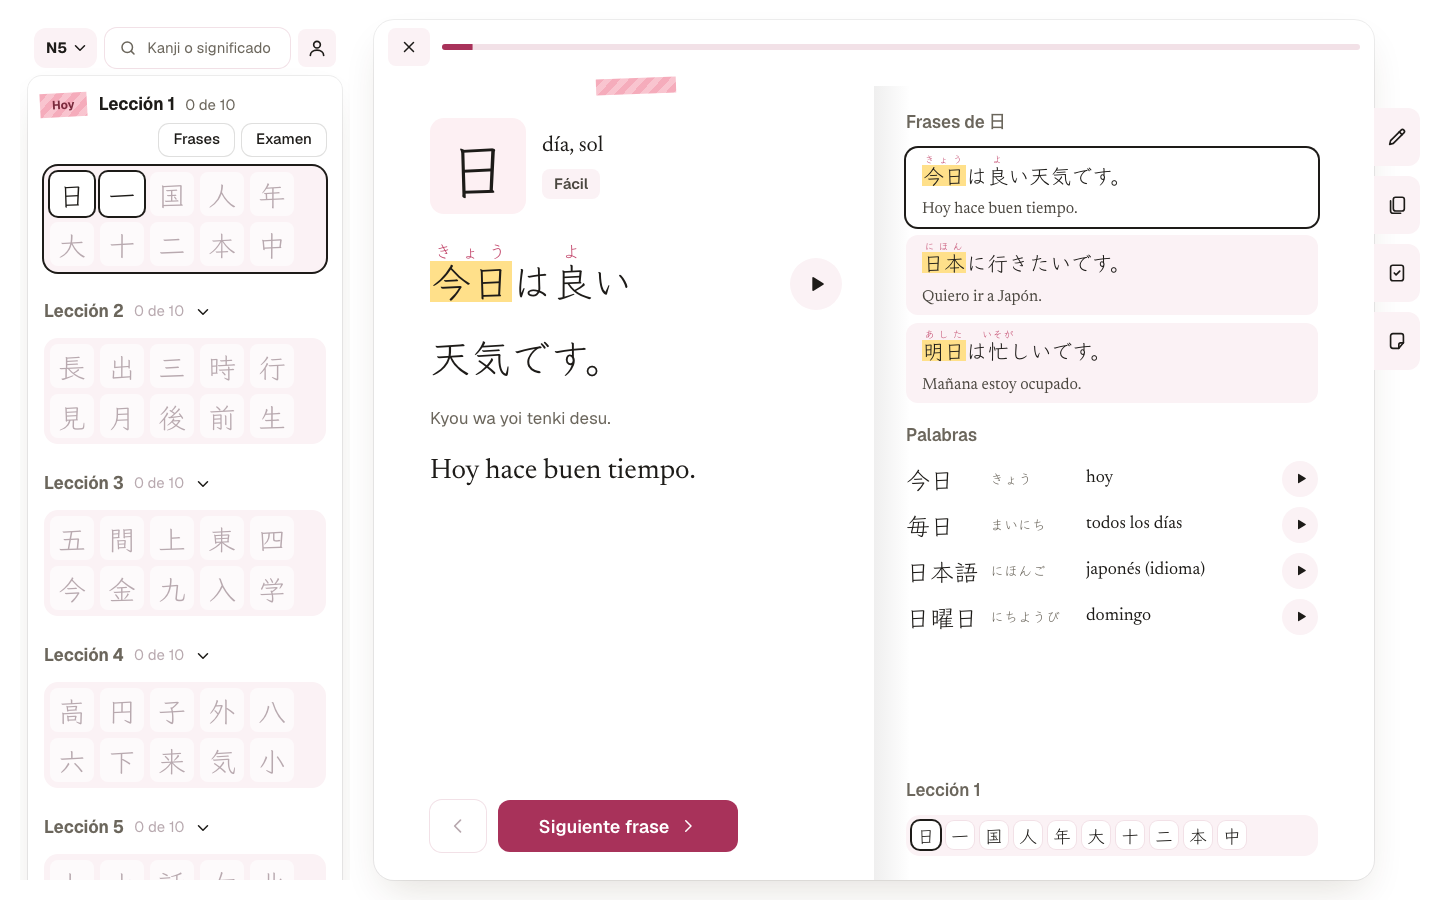 N5
Kanji o significado
Hoy
Lección 1
0 de 10
Frases
Examen
日 一 国 人 年
大 十 二 本 中
Lección 2
0 de 10
長 出 三 時 行
見 月 後 前 生
Lección 3
0 de 10
五 間 上 東 四
今 金 九 入 学
Lección 4
0 de 10
高 円 子 外 八
六 下 来 気 小
Lección 5
0 de 10
日
día, sol
Fácil
きょう よ
今日は良い
天気です。
Kyou wa yoi tenki desu.
Hoy hace buen tiempo.
Siguiente frase
Frases de 日
きょう よ
今日は良い天気です。
Hoy hace buen tiempo.
にほん
日本に行きたいです。
Quiero ir a Japón.
あした いそが
明日は忙しいです。
Mañana estoy ocupado.
Palabras
今日 きょう hoy
毎日 まいにち todos los días
日本語 にほんご japonés (idioma)
日曜日 にちようび domingo
Lección 1
日 一 国 人 年 大 十 二 本 中